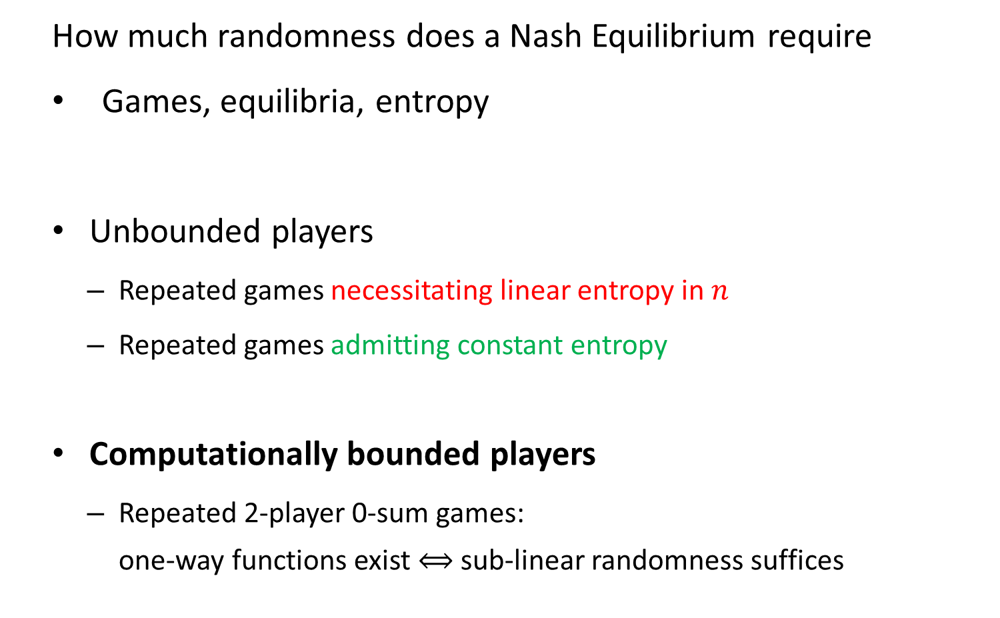 How much randomness does a Nash Equilibrium require
• Games, equilibria, entropy
• Unbounded players
– Repeated games necessitating linear entropy in 𝑛
– Repeated games admitting constant entropy
• Computationally bounded players
– Repeated 2-player 0-sum games:
one-way functions exist ⟺ sub-linear randomness suffices